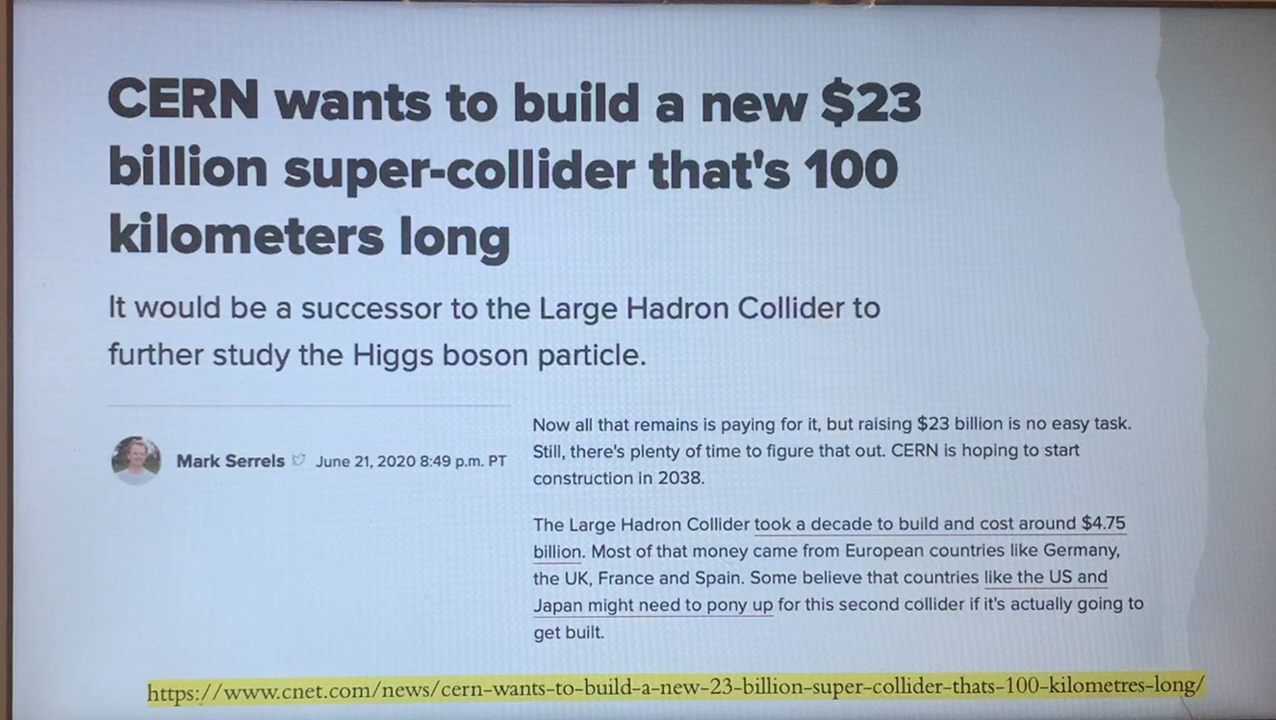 CERN wants to build a new $23
billion super-collider that's 100
kilometers long
It would be a successor to the Large Hadron Collider to
further study the Higgs boson particle.
Mark Serrels June 21, 2020 8:49 p.m. PT
Now all that remains is paying for it, but raising $23 billion is no easy task.
Still, there's plenty of time to figure that out. CERN is hoping to start
construction in 2038.
The Large Hadron Collider took a decade to build and cost around $4.75
billion. Most of that money came from European countries like Germany,
the UK, France and Spain. Some believe that countries like the US and
Japan might need to pony up for this second collider if it's actually going to
get built.
https://www.cnet.com/news/cern-wants-to-build-a-new-23-billion-super-collider-thats-100-kilometres-long/